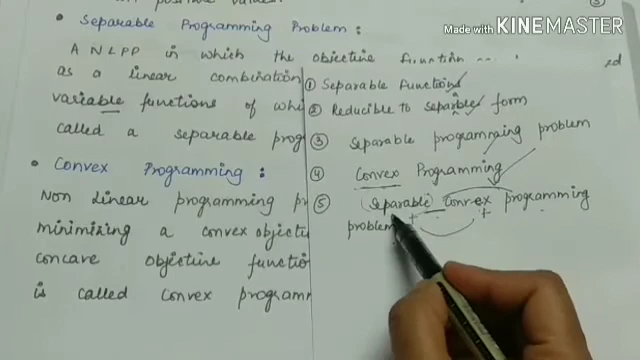 Made with KINEMASTER
• Separable Programming Problem :
A NLPP in which the objective function
as a linear combination
variable functions of
called a separable prog
• Convex Programming :
Non Linear programming pr
minimizing a convex objecti
concave objective functio
is called convex programm
① Separable Function
② Reducible to separable form
③ Separable programming problem
④ Convex Programming
⑤ (Separable) convex programming
problem